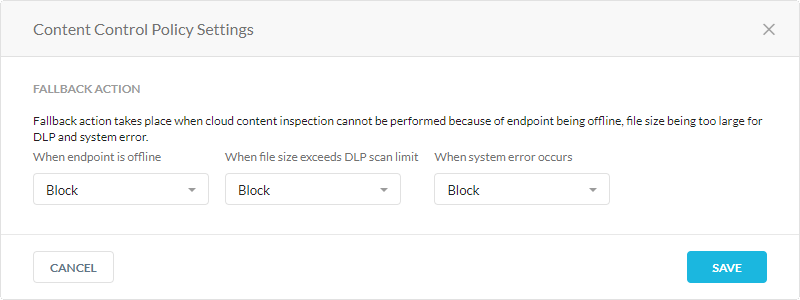 Content Control Policy Settings
FALLBACK ACTION
Fallback action takes place when cloud content inspection cannot be performed because of endpoint being offline, file size being too large for
DLP and system error.
When endpoint is offline When file size exceeds DLP scan limit When system error occurs
Block Block Block
CANCEL SAVE